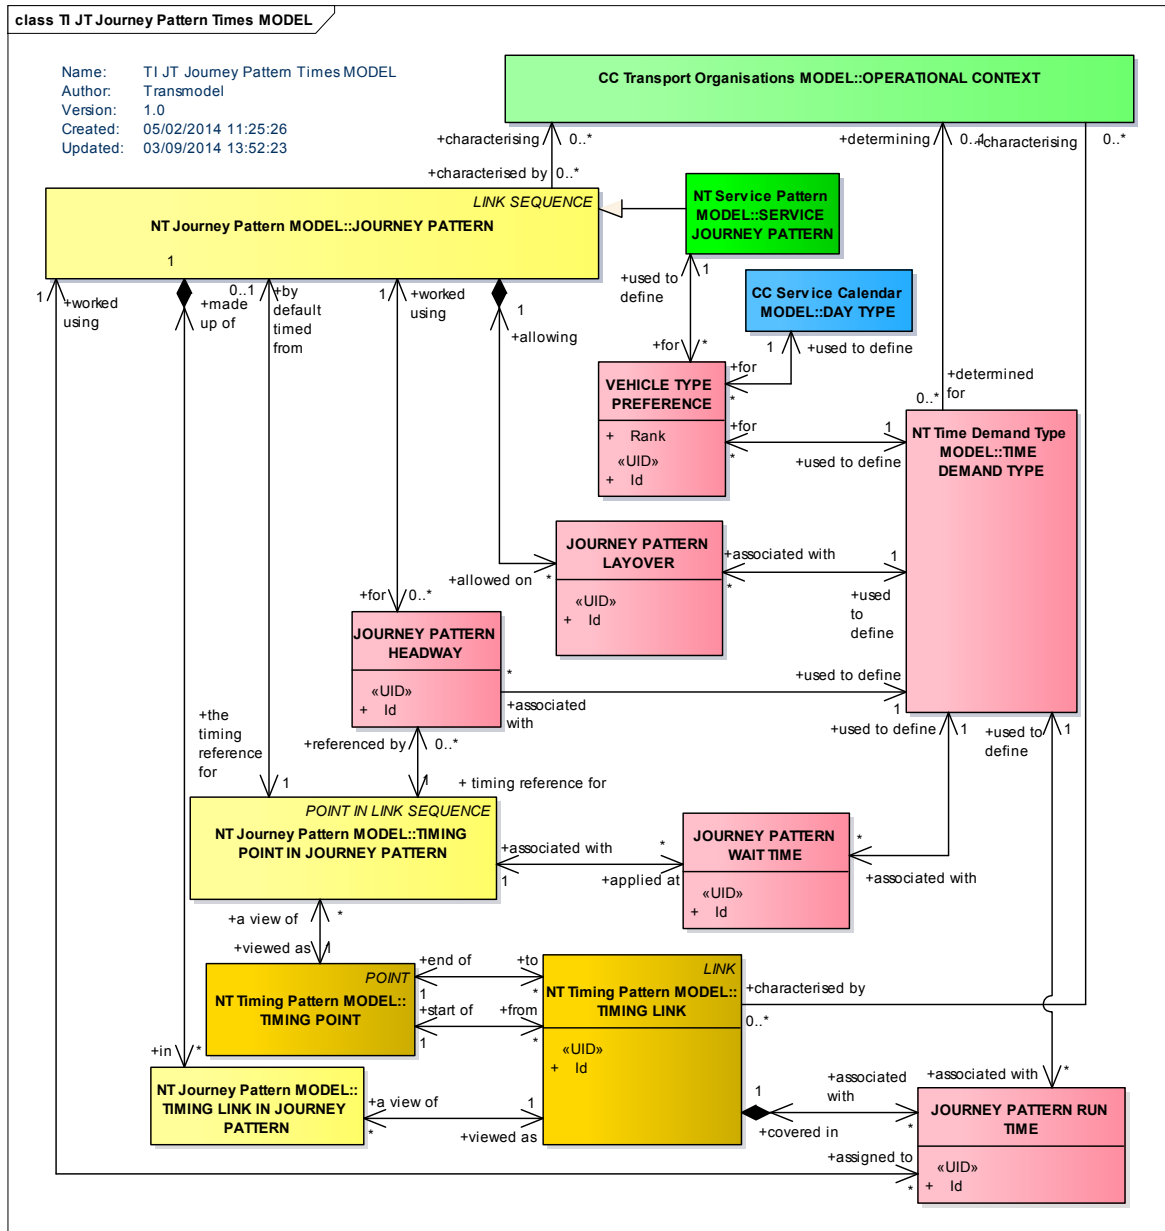 class TI JT Journey Pattern Times MODEL
Name: TI JT Journey Pattern Times MODEL
Author: Transmodel
Version: 1.0
Created: 05/02/2014 11:25:26
Updated: 03/09/2014 13:52:23
CC Transport Organisations MODEL::OPERATIONAL CONTEXT
+characterising 0..*
+determining 0..1
+characterising 0..*
+characterised by 0..*
LINK SEQUENCE
NT Journey Pattern MODEL::JOURNEY PATTERN
NT Service Pattern
MODEL::SERVICE
JOURNEY PATTERN
1 +worked
using
1
+made
up of
0..1 +by
default
timed
from
1 +worked
using
1
+allowing
+used to
define
1
CC Service Calendar
MODEL::DAY TYPE
1 +used to define
+for *
+for
*
VEHICLE TYPE
PREFERENCE
+ Rank
«UID»
+ Id
+for
*
1
+used to define
+determined
for
0..*
NT Time Demand Type
MODEL::TIME
DEMAND TYPE
JOURNEY PATTERN
LAYOVER
«UID»
+ Id
+allowed on *
+associated with
*
1
+used
to
define
+for 0..*
JOURNEY PATTERN
HEADWAY
«UID»
+ Id
*
+associated
with
+used to define
1
+used to define 1
+used to
define
1
+referenced by 0..*
+the
timing
reference
for
1
1
+ timing reference for
POINT IN LINK SEQUENCE
NT Journey Pattern MODEL::TIMING
POINT IN JOURNEY PATTERN
+associated with
1
*
+applied at
JOURNEY PATTERN
WAIT TIME
«UID»
+ Id
*
+associated with
+a view of *
+viewed as 1
POINT
NT Timing Pattern MODEL::
TIMING POINT
+end of
1
+to
*
+start of
1
+from
*
LINK
NT Timing Pattern MODEL::
TIMING LINK
«UID»
+ Id
+characterised by
0..*
+in *
NT Journey Pattern MODEL::
TIMING LINK IN JOURNEY
PATTERN
+a view of
*
1
+viewed as
1
+covered in
+associated
with
*
+associated with *
JOURNEY PATTERN RUN
TIME
«UID»
+ Id
+assigned to
*